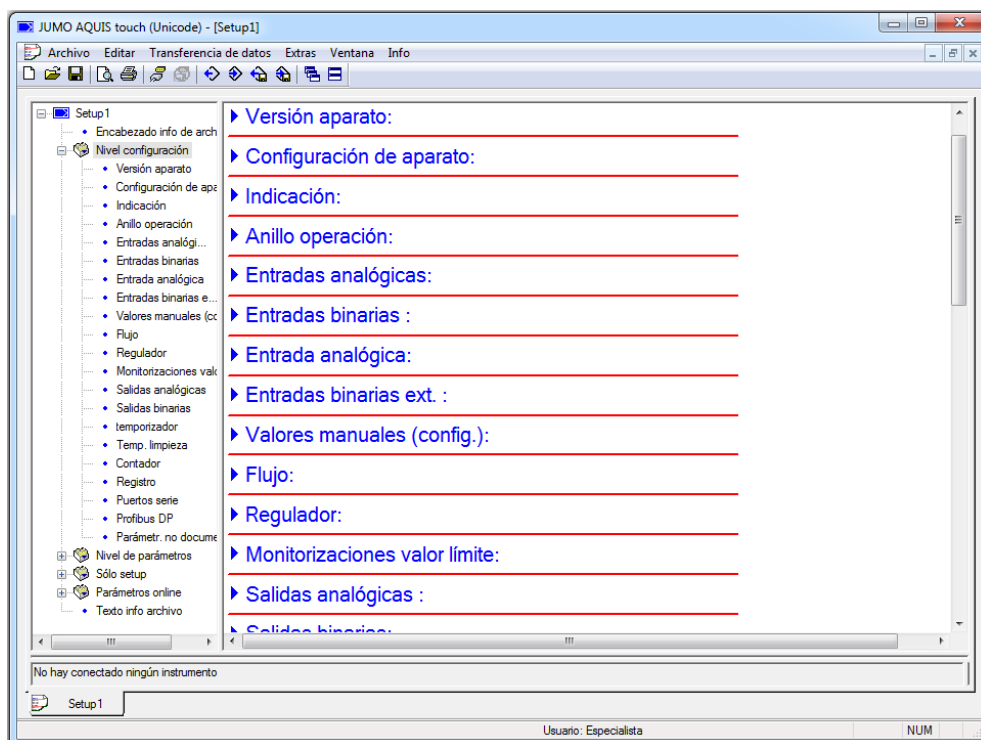 JUMO AQUIS touch (Unicode) - [Setup1]
Archivo Editar Transferencia de datos Extras Ventana Info
Setup1
Encabezado info de arch
Nivel configuración
Versión aparato
Configuración de apa
Indicación
Anillo operación
Entradas analógi...
Entradas binarias
Entrada analógica
Entradas binarias e...
Valores manuales (co
Flujo
Regulador
Monitorizaciones valo
Salidas analógicas
Salidas binarias
temporizador
Temp. limpieza
Contador
Registro
Puertos serie
Profibus DP
Parámetr. no docume
Nivel de parámetros
Sólo setup
Parámetros online
Texto info archivo
Versión aparato:
Configuración de aparato:
Indicación:
Anillo operación:
Entradas analógicas:
Entradas binarias :
Entrada analógica:
Entradas binarias ext. :
Valores manuales (config.):
Flujo:
Regulador:
Monitorizaciones valor límite:
Salidas analógicas :
Salidas binarias:
No hay conectado ningún instrumento
Setup1
Usuario: Especialista
NUM